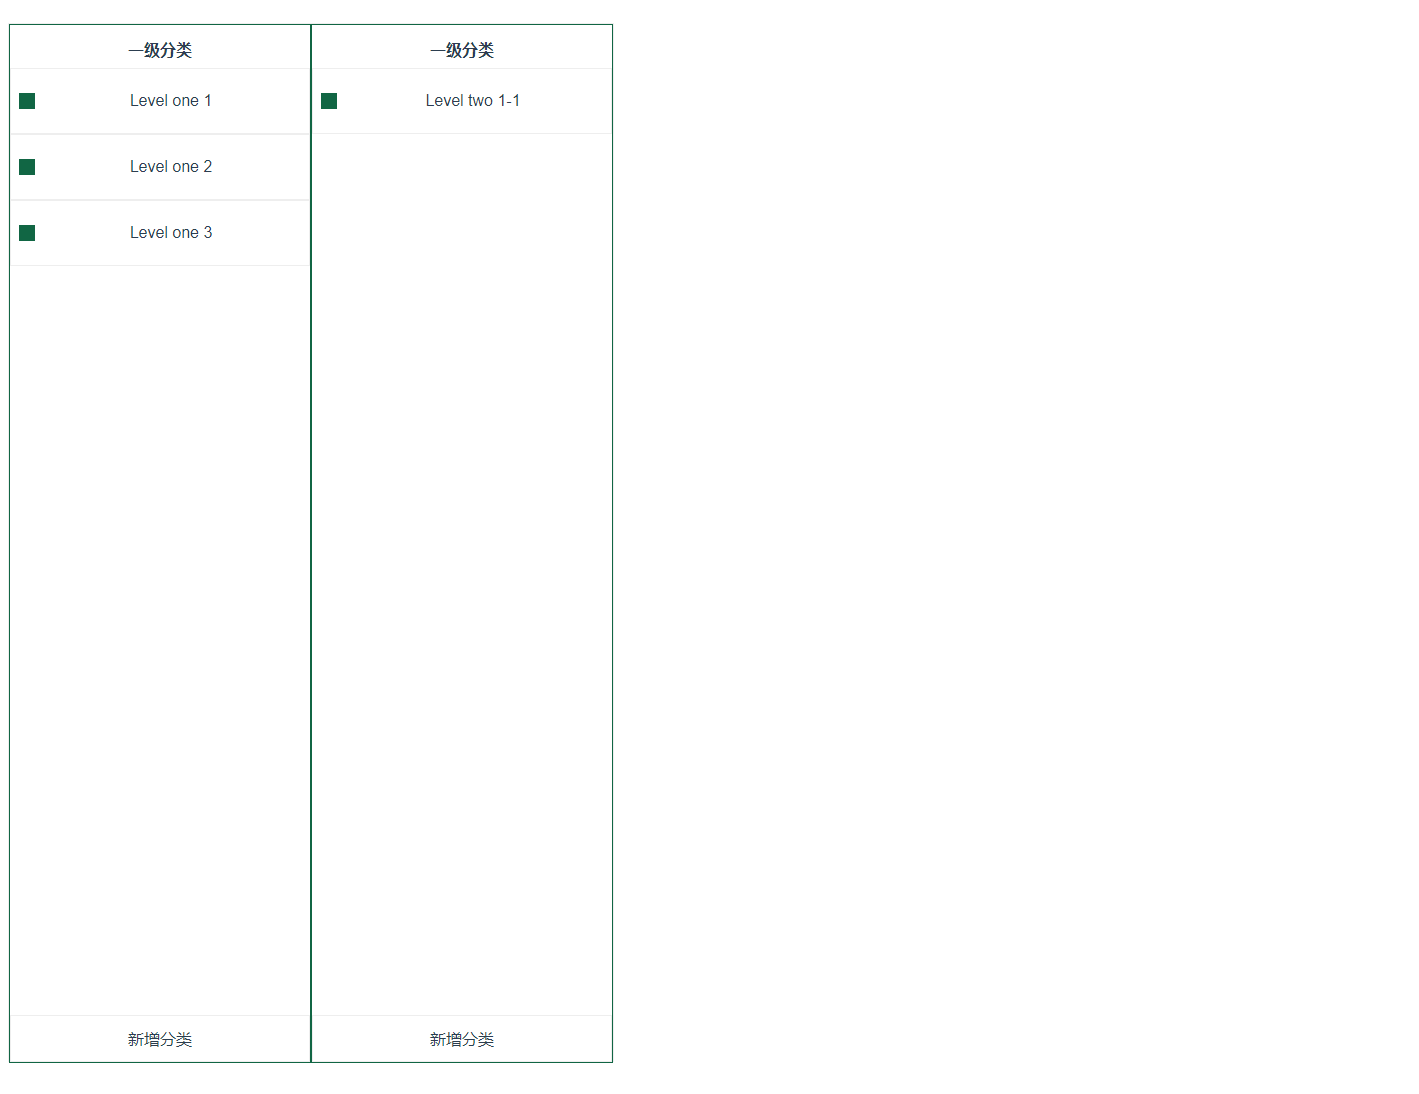 一级分类
Level one 1
Level one 2
Level one 3
新增分类
一级分类
Level two 1-1
新增分类